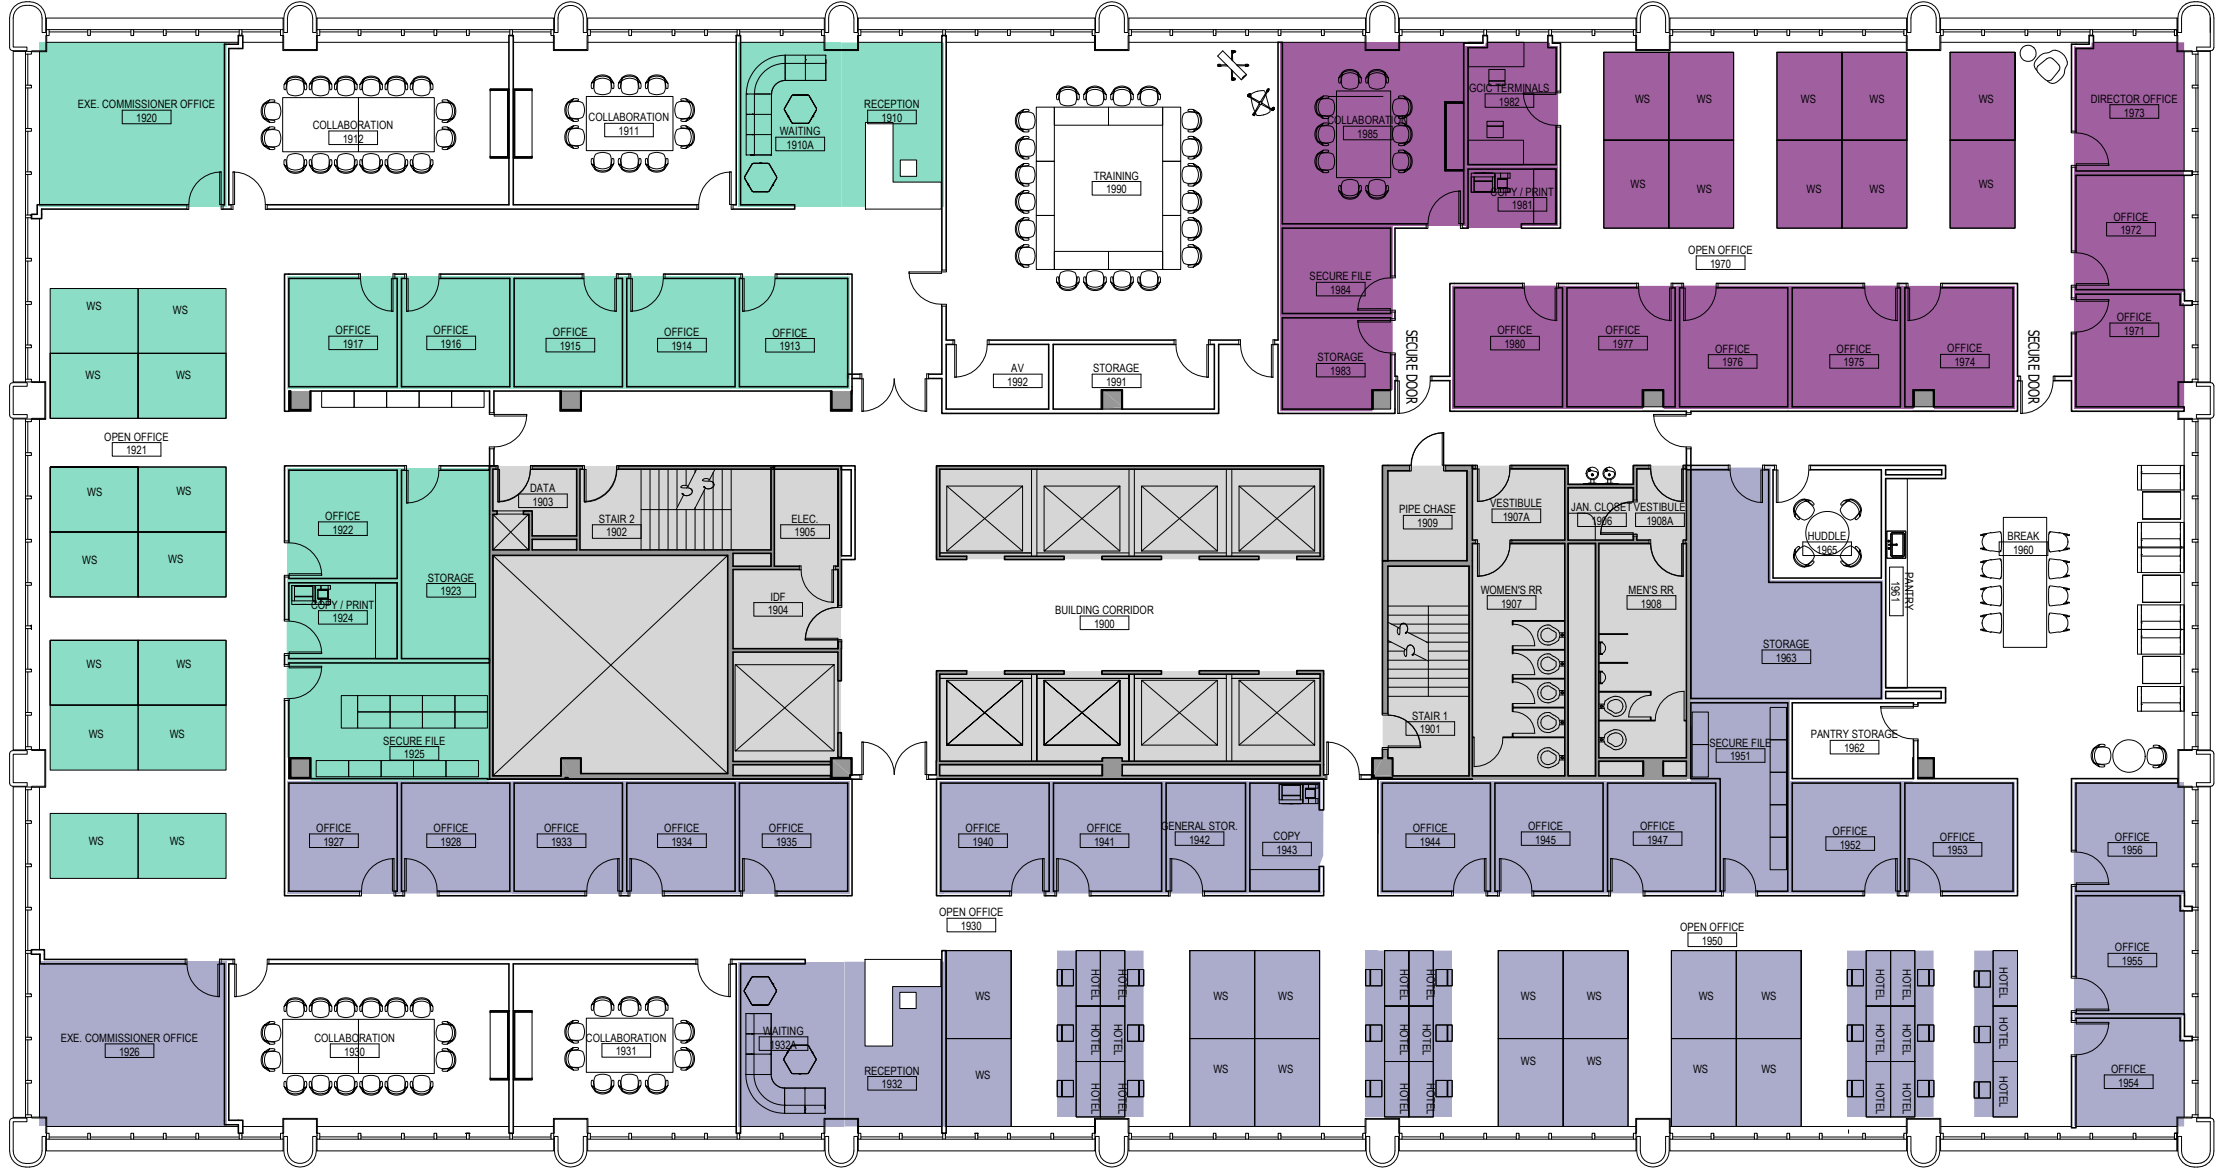 EXE. COMMISSIONER OFFICE
1920
COLLABORATION
1912
COLLABORATION
1911
WAITING
1910A
RECEPTION
1910
TRAINING
1990
COLLABORATION
1985
GCIC TERMINALS
1982
COPY / PRINT
1981
WS
WS
WS
WS
WS
WS
WS
WS
WS
WS
DIRECTOR OFFICE
1973
OFFICE
1972
OFFICE
1971
OPEN OFFICE
1970
SECURE FILE
1984
STORAGE
1983
SECURE DOOR
OFFICE
1980
OFFICE
1977
OFFICE
1976
OFFICE
1975
OFFICE
1974
SECURE DOOR
OFFICE
1917
OFFICE
1916
OFFICE
1915
OFFICE
1914
OFFICE
1913
AV
1992
STORAGE
1991
WS
WS
WS
WS
OPEN OFFICE
1921
WS
WS
WS
WS
WS
WS
WS
WS
WS
WS
OFFICE
1922
COPY / PRINT
1924
STORAGE
1923
SECURE FILE
1925
DATA
1903
STAIR 2
1902
ELEC.
1905
IDF
1904
BUILDING CORRIDOR
1900
PIPE CHASE
1909
VESTIBULE
1907A
JAN. CLOSET
1906
VESTIBULE
1908A
WOMEN'S RR
1907
MEN'S RR
1908
STAIR 1
1901
HUDDLE
1965
STORAGE
1963
PANTRY
1961
BREAK
1960
PANTRY STORAGE
1962
SECURE FILE
1951
OFFICE
1927
OFFICE
1928
OFFICE
1933
OFFICE
1934
OFFICE
1935
OFFICE
1940
OFFICE
1941
GENERAL STOR.
1942
COPY
1943
OFFICE
1944
OFFICE
1945
OFFICE
1947
OFFICE
1952
OFFICE
1953
OFFICE
1956
OFFICE
1955
OFFICE
1954
OPEN OFFICE
1930
OPEN OFFICE
1950
EXE. COMMISSIONER OFFICE
1926
COLLABORATION
1930
COLLABORATION
1931
WAITING
1932A
RECEPTION
1932
WS
WS
HOTEL
HOTEL
HOTEL
HOTEL
HOTEL
HOTEL
WS
WS
WS
WS
HOTEL
HOTEL
HOTEL
HOTEL
HOTEL
HOTEL
WS
WS
WS
WS
WS
WS
WS
WS
HOTEL
HOTEL
HOTEL
HOTEL
HOTEL
HOTEL
HOTEL
HOTEL
HOTEL